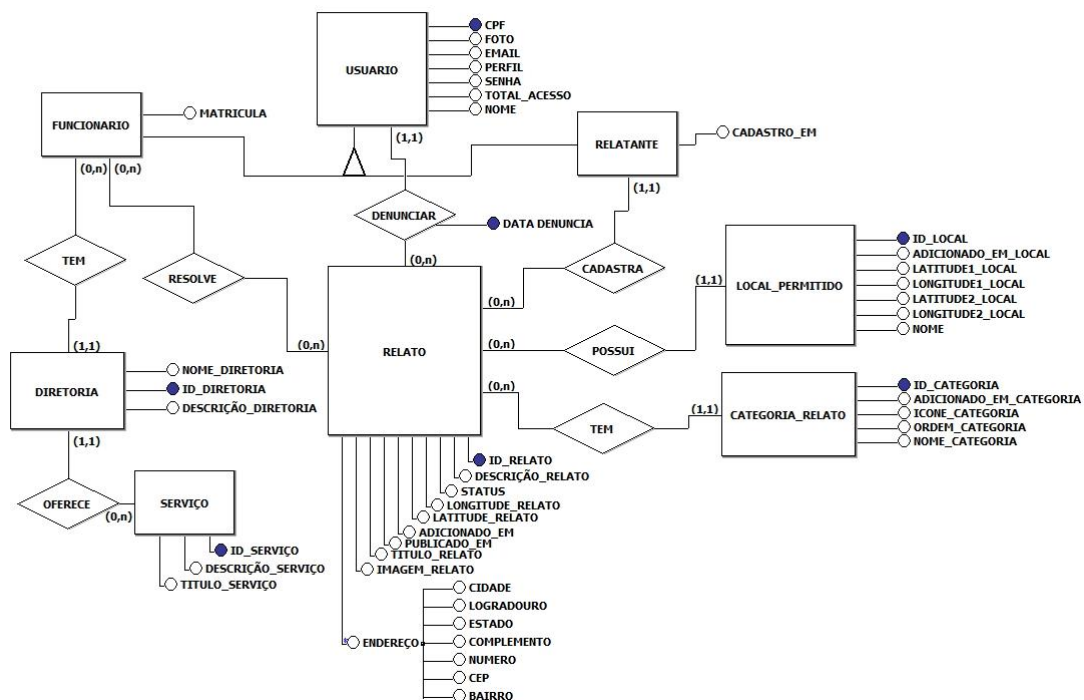 USUARIO
CPF
FOTO
EMAIL
PERFIL
SENHA
TOTAL_ACESSO
NOME
FUNCIONARIO
MATRICULA
RELATANTE
CADASTRO_EM
(1,1)
(0,n)
(0,n)
(1,1)
DENUNCIAR
DATA DENUNCIA
TEM
RESOLVE
(0,n)
CADASTRA
(0,n)
LOCAL_PERMITIDO
(1,1)
ID_LOCAL
ADICIONADO_EM_LOCAL
LATITUDE1_LOCAL
LONGITUDE1_LOCAL
LATITUDE2_LOCAL
LONGITUDE2_LOCAL
NOME
(1,1)
(0,n)
RELATO
(0,n)
POSSUI
DIRETORIA
NOME_DIRETORIA
ID_DIRETORIA
DESCRIÇÃO_DIRETORIA
(0,n)
TEM
(1,1)
CATEGORIA_RELATO
ID_CATEGORIA
ADICIONADO_EM_CATEGORIA
ICONE_CATEGORIA
ORDEM_CATEGORIA
NOME_CATEGORIA
(1,1)
OFERECE
(0,n)
SERVIÇO
ID_SERVIÇO
DESCRIÇÃO_SERVIÇO
TITULO_SERVIÇO
ID_RELATO
DESCRIÇÃO_RELATO
STATUS
LONGITUDE_RELATO
LATITUDE_RELATO
ADICIONADO_EM
PUBLICADO_EM
TITULO_RELATO
IMAGEM_RELATO
ENDEREÇO
CIDADE
LOGRADOURO
ESTADO
COMPLEMENTO
NUMERO
CEP
BAIRRO